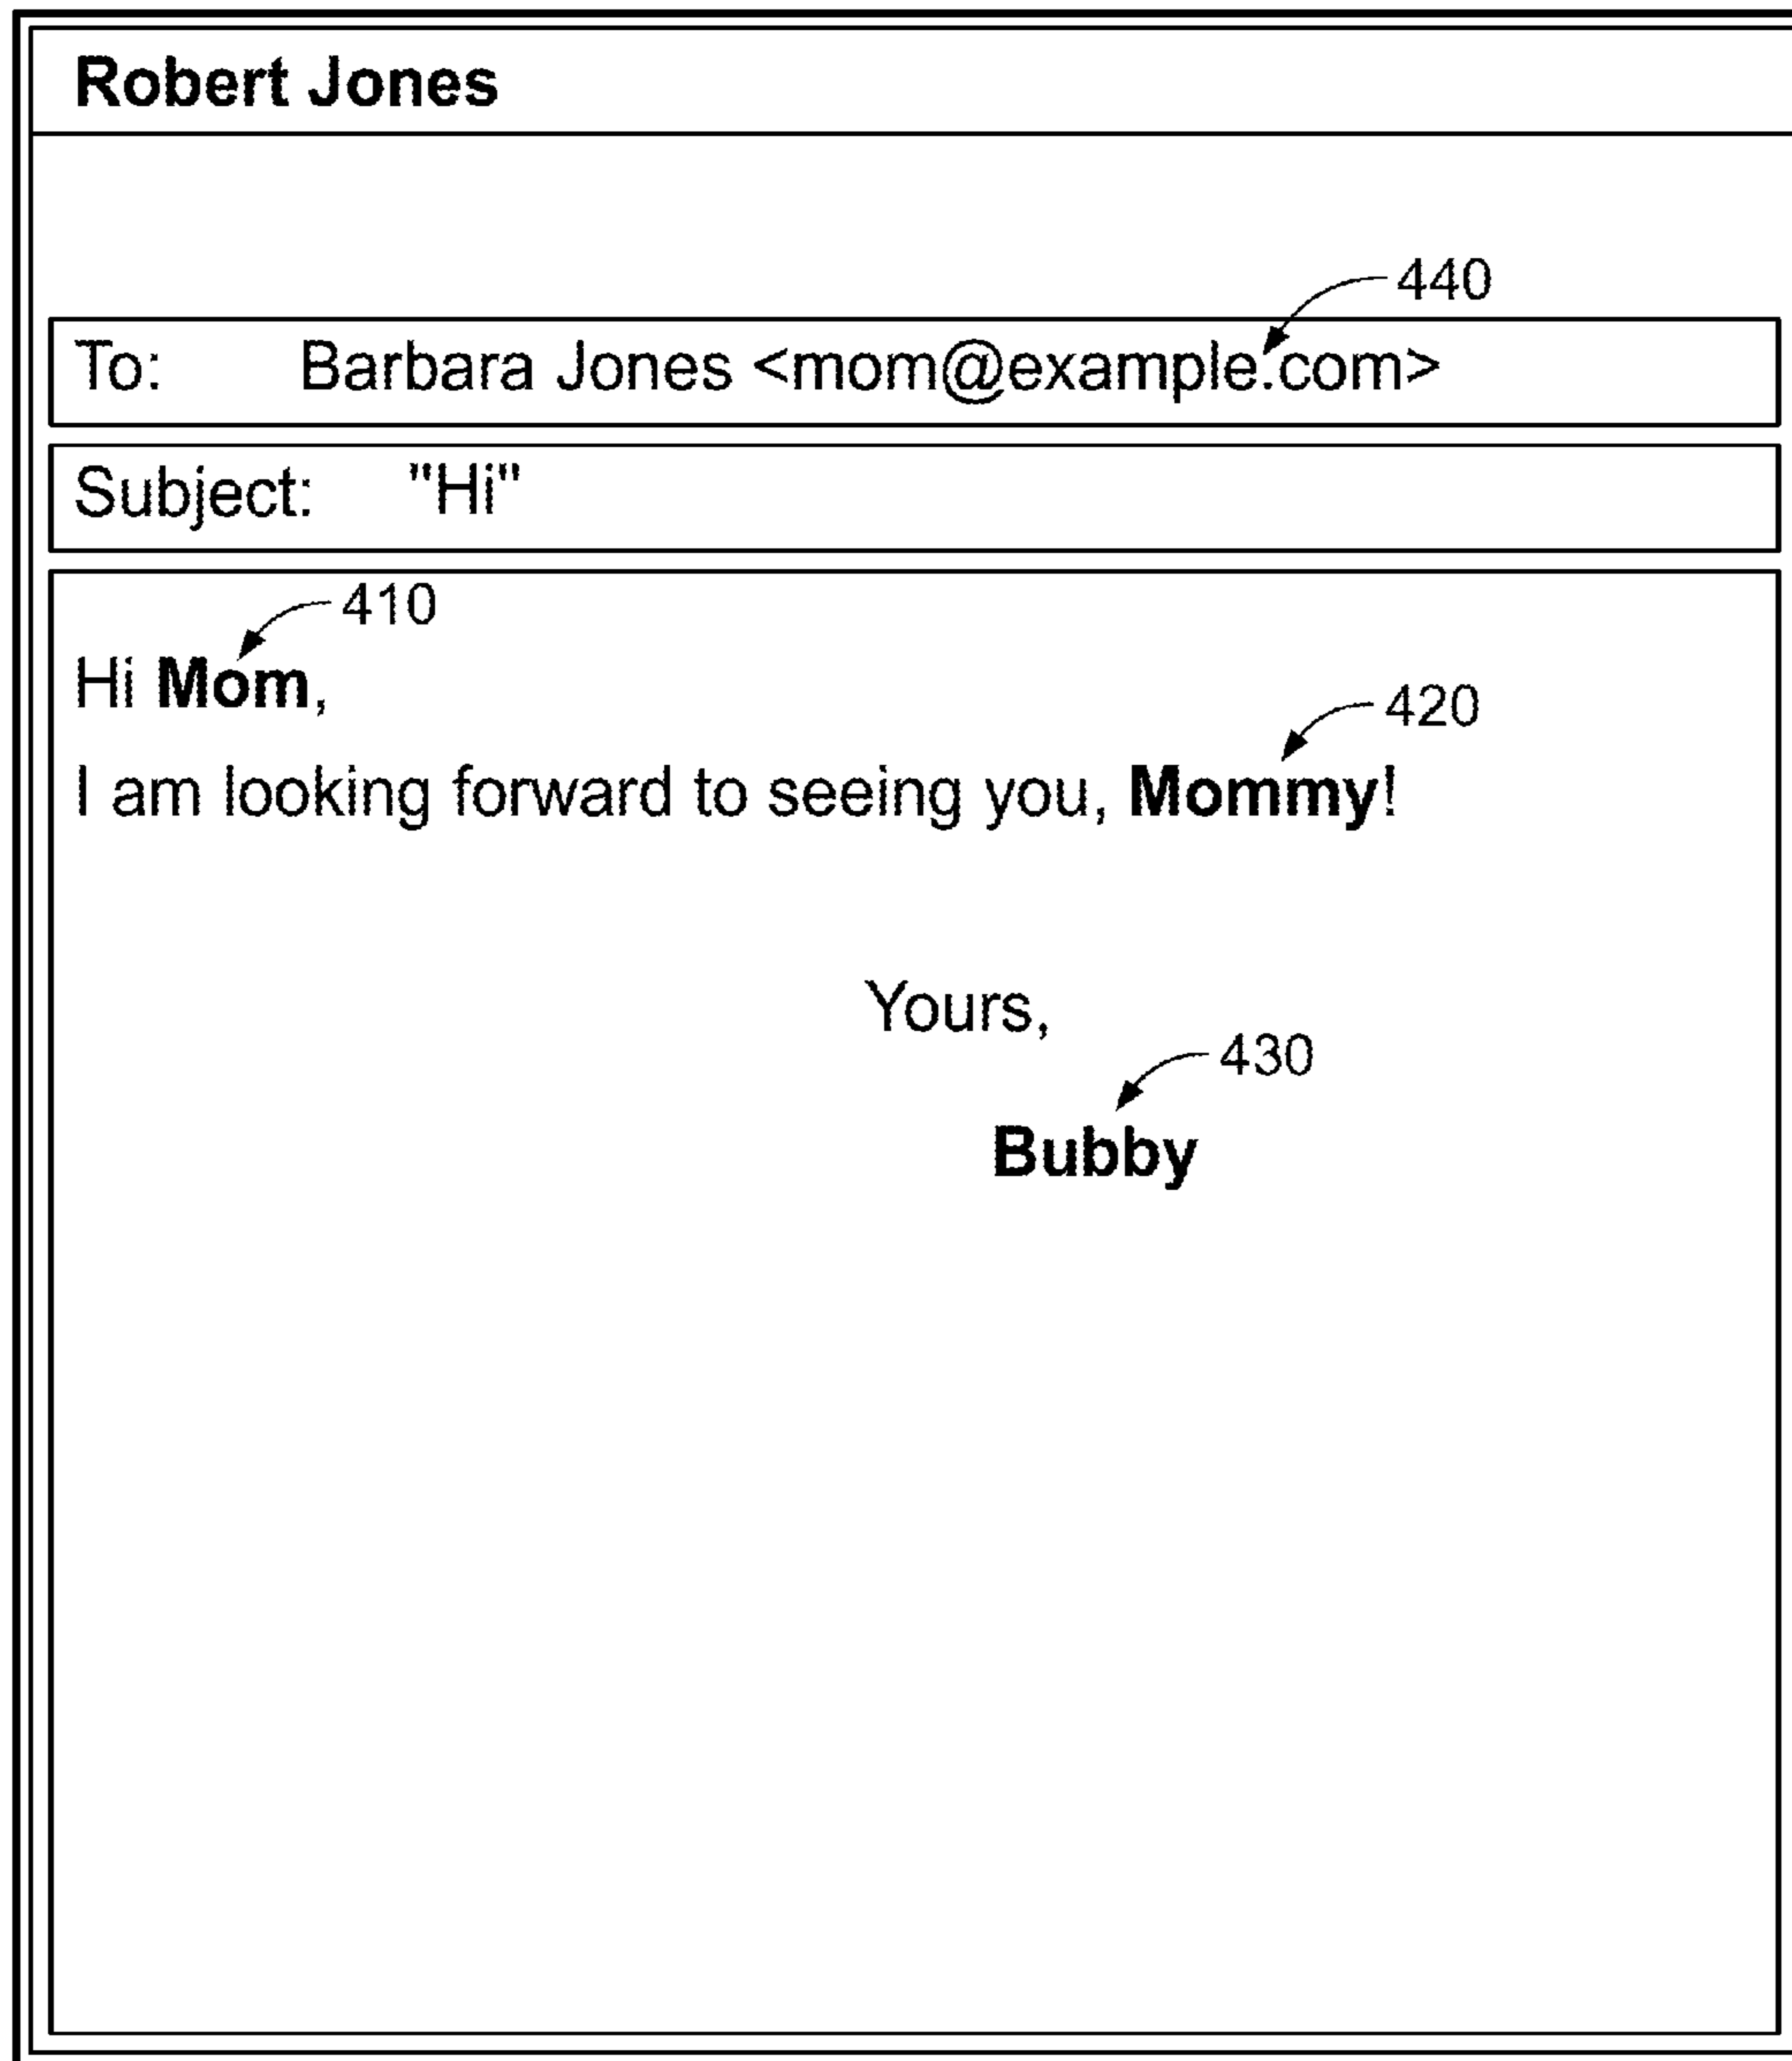 Robert Jones
440
To: Barbara Jones <mom@example.com>
Subject: "Hi"
410
Hi Mom,
420
I am looking forward to seeing you, Mommy!
Yours,
430
Bubby